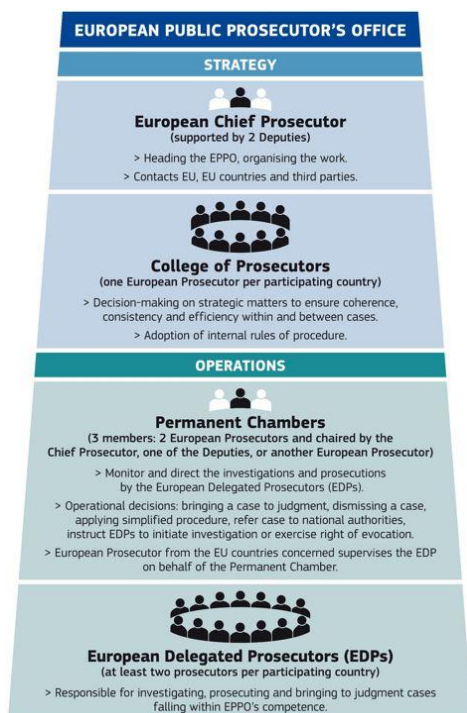 EUROPEAN PUBLIC PROSECUTOR'S OFFICE
STRATEGY
European Chief Prosecutor
(supported by 2 Deputies)
> Heading the EPPO, organising the work.
> Contacts EU, EU countries and third parties.
College of Prosecutors
(one European Prosecutor per participating country)
> Decision-making on strategic matters to ensure coherence,
consistency and efficiency within and between cases.
> Adoption of internal rules of procedure.
OPERATIONS
Permanent Chambers
(3 members: 2 European Prosecutors and chaired by the
Chief Prosecutor, one of the Deputies, or another European Prosecutor)
> Monitor and direct the investigations and prosecutions
by the European Delegated Prosecutors (EDPs).
> Operational decisions: bringing a case to judgment, dismissing a case,
applying simplified procedure, refer case to national authorities,
instruct EDPs to initiate investigation or exercise right of evocation.
> European Prosecutor from the EU countries concerned supervises the EDP
on behalf of the Permanent Chamber.
European Delegated Prosecutors (EDPs)
(at least two prosecutors per participating country)
> Responsible for investigating, prosecuting and bringing to judgment cases
falling within EPPO's competence.